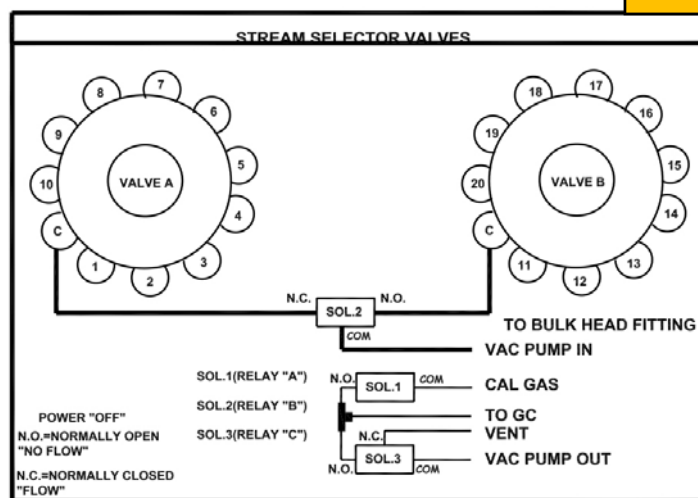 STREAM SELECTOR VALVES
7
8
6
9
5
10
VALVE A
4
C
3
1
2
17
18
16
19
15
20
VALVE B
14
C
13
11
12
N.C.
SOL.2
N.O.
COM
TO BULK HEAD FITTING
VAC PUMP IN
SOL.1(RELAY "A")
N.O.
SOL.1
COM
CAL GAS
SOL.2(RELAY "B")
TO GC
SOL.3(RELAY "C")
N.C.
VENT
N.O.
SOL.3
COM
VAC PUMP OUT
POWER "OFF"
N.O.=NORMALLY OPEN
"NO FLOW"
N.C.=NORMALLY CLOSED
"FLOW"